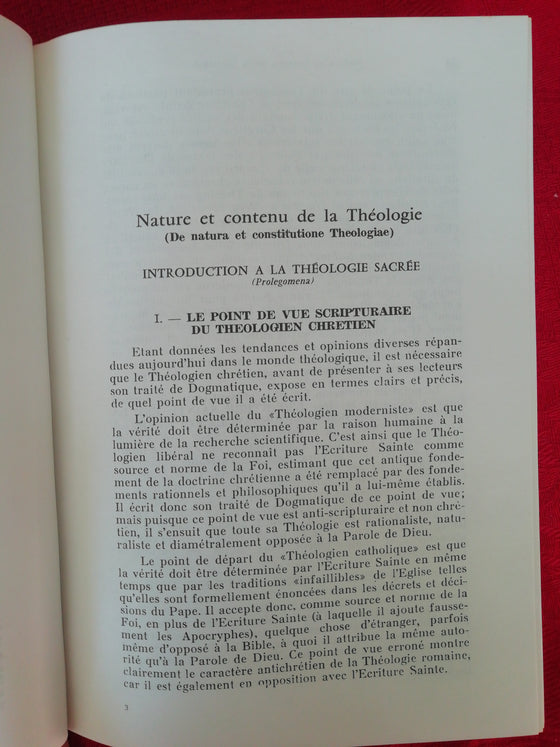 Nature et contenu de la Théologie
(De natura et constitutione Theologiae)
INTRODUCTION A LA THÉOLOGIE SACRÉE
(Prolegomena)
I. — LE POINT DE VUE SCRIPTURAIRE
DU THEOLOGIEN CHRETIEN
Etant données les tendances et opinions diverses répan-
dues aujourd'hui dans le monde théologique, il est nécessaire
que le Théologien chrétien, avant de présenter à ses lecteurs
son traité de Dogmatique, expose en termes clairs et précis,
de quel point de vue il a été écrit.
L'opinion actuelle du «Théologien moderniste» est que
la vérité doit être déterminée par la raison humaine à la
lumière de la recherche scientifique. C'est ainsi que le Théo-
logien libéral ne reconnaît pas l'Ecriture Sainte comme
source et norme de la Foi, estimant que cet antique fonde-
ment de la doctrine chrétienne a été remplacé par des fonde-
ments rationnels et philosophiques qu'il a lui-même établis.
Il écrit donc son traité de Dogmatique de ce point de vue;
mais puisque ce point de vue est anti-scripturaire et non chré-
tien, il s'ensuit que toute sa Théologie est rationaliste, natu-
raliste et diamétralement opposée à la Parole de Dieu.
Le point de départ du «Théologien catholique» est que
la vérité doit être déterminée par l'Ecriture Sainte en même
temps que par les traditions «infaillibles» de l'Eglise telles
qu'elles sont formellement énoncées dans les décrets et déci-
sions du Pape. Il accepte donc, comme source et norme de la
Foi, en plus de l'Ecriture Sainte (à laquelle il ajoute fausse-
ment les Apocryphes), quelque chose d'étranger, parfois
même d'opposé à la Bible, à quoi il attribue la même auto-
rité qu'à la Parole de Dieu. Ce point de vue erroné montre
clairement le caractère antichrétien de la Théologie romaine,
car il est également en opposition avec l'Ecriture Sainte.
3